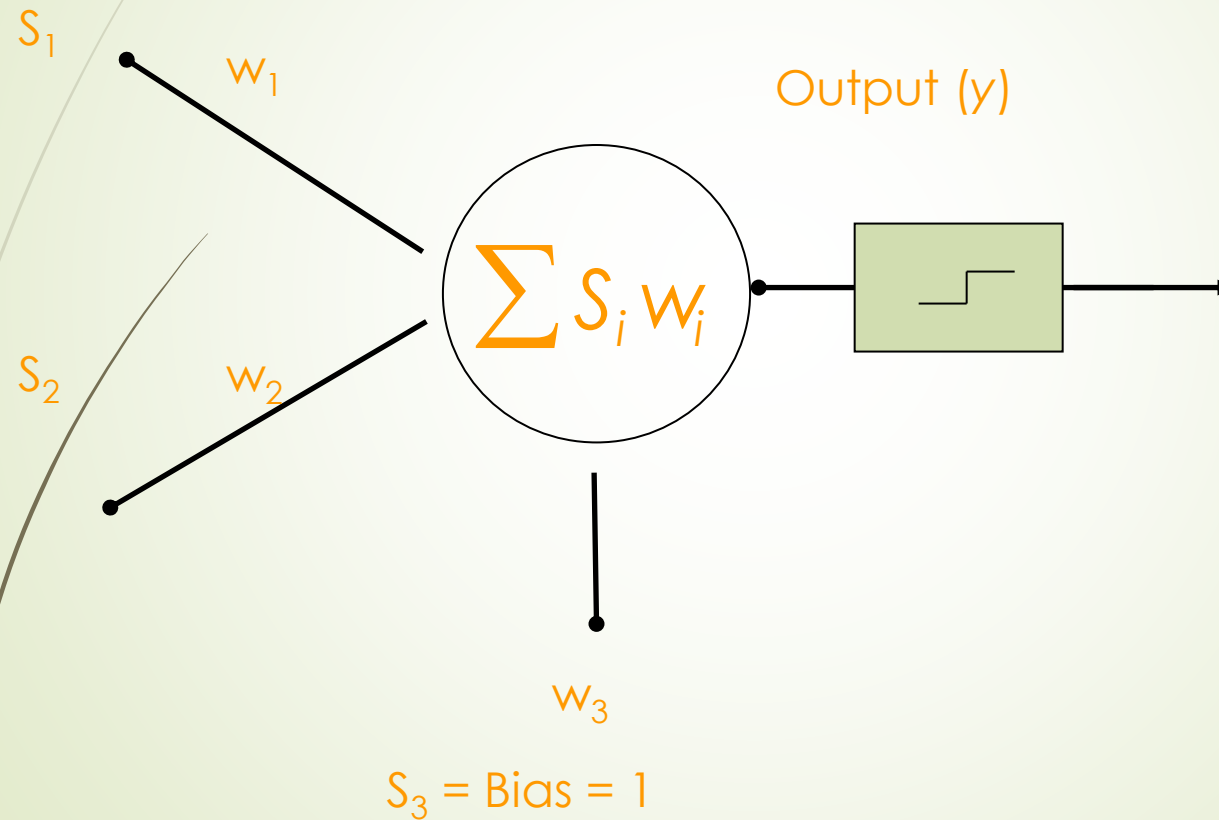 S₁
w₁
Output (y)
∑ Sᵢ wᵢ
S₂
w₂
w₃
S₃ = Bias = 1